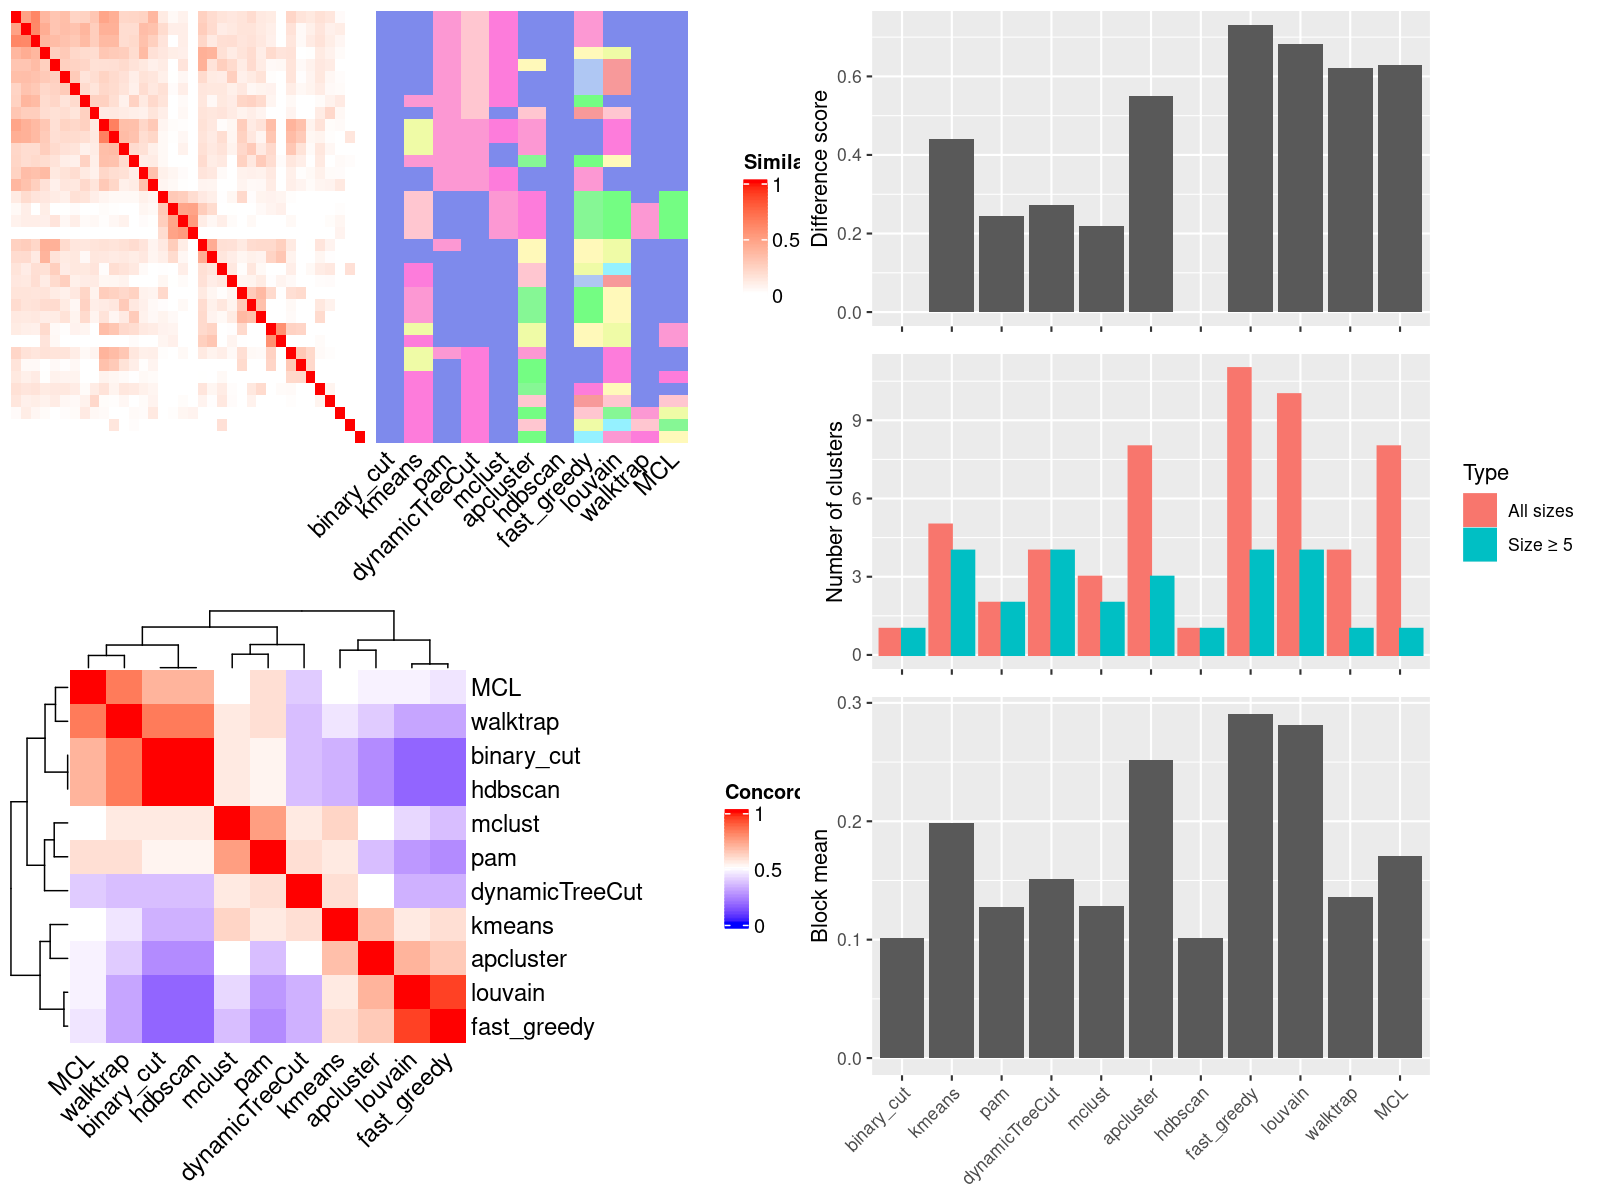 Simila
1
0.5
0
binary_cut
kmeans
pam
dynamicTreeCut
mclust
apcluster
hdbscan
fast_greedy
louvain
walktrap
MCL
MCL
walktrap
binary_cut
hdbscan
mclust
pam
dynamicTreeCut
kmeans
apcluster
louvain
fast_greedy
Concord
1
0.5
0
MCL
walktrap
binary_cut
hdbscan
mclust
pam
dynamicTreeCut
kmeans
apcluster
louvain
fast_greedy
Difference score
0.6
0.4
0.2
0.0
Number of clusters
9
6
3
0
Type
All sizes
Size ≥ 5
Block mean
0.3
0.2
0.1
0.0
binary_cut
kmeans
pam
dynamicTreeCut
mclust
apcluster
hdbscan
fast_greedy
louvain
walktrap
MCL